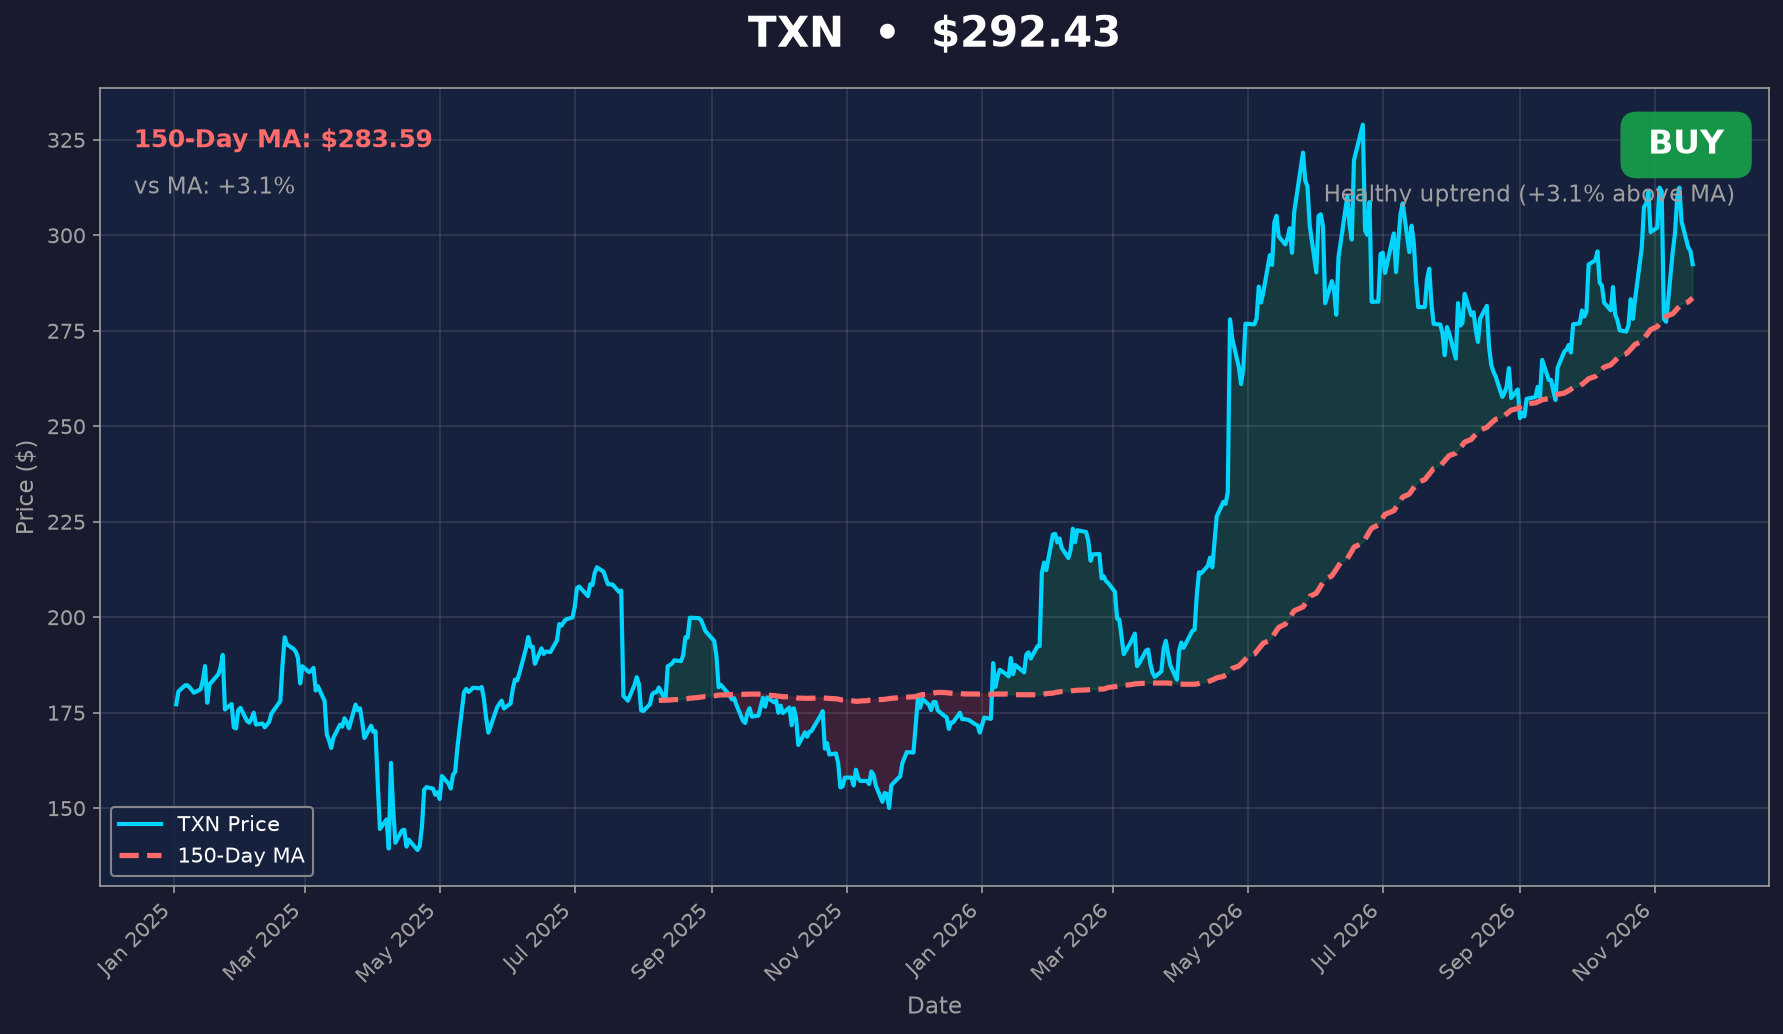 TXN • $292.43
150-Day MA: $283.59
vs MA: +3.1%
BUY
Healthy uptrend (+3.1% above MA)
Price ($)
325
300
275
250
225
200
175
150
TXN Price
150-Day MA
Jan 2025
Mar 2025
May 2025
Jul 2025
Sep 2025
Nov 2025
Jan 2026
Mar 2026
May 2026
Jul 2026
Sep 2026
Nov 2026
Date